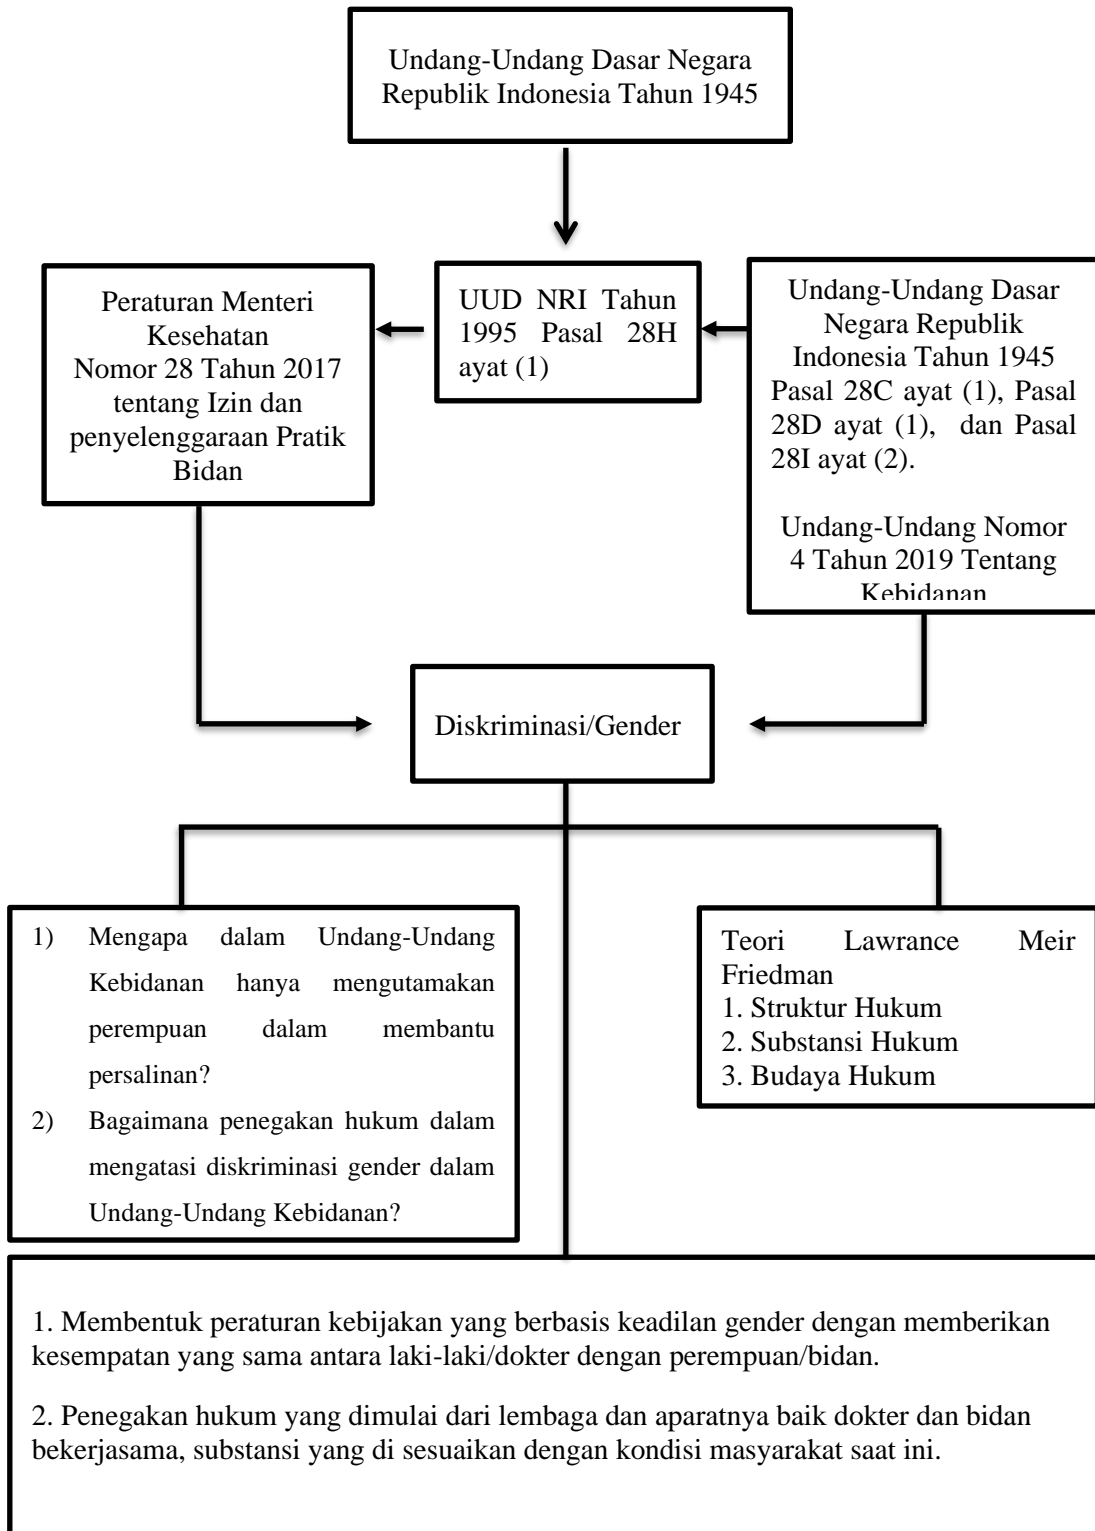 Undang-Undang Dasar Negara
Republik Indonesia Tahun 1945
Peraturan Menteri
Kesehatan
Nomor 28 Tahun 2017
tentang Izin dan
penyelenggaraan Pratik
Bidan
UUD NRI Tahun
1995 Pasal 28H
ayat (1)
Undang-Undang Dasar
Negara Republik
Indonesia Tahun 1945
Pasal 28C ayat (1), Pasal
28D ayat (1), dan Pasal
28I ayat (2).
Undang-Undang Nomor
4 Tahun 2019 Tentang
Kebidanan
Diskriminasi/Gender
1) Mengapa dalam Undang-Undang
Kebidanan hanya mengutamakan
perempuan dalam membantu
persalinan?
2) Bagaimana penegakan hukum dalam
mengatasi diskriminasi gender dalam
Undang-Undang Kebidanan?
Teori Lawrance Meir
Friedman
1. Struktur Hukum
2. Substansi Hukum
3. Budaya Hukum
1. Membentuk peraturan kebijakan yang berbasis keadilan gender dengan memberikan
kesempatan yang sama antara laki-laki/dokter dengan perempuan/bidan.
2. Penegakan hukum yang dimulai dari lembaga dan aparatnya baik dokter dan bidan
bekerjasama, substansi yang di sesuaikan dengan kondisi masyarakat saat ini.